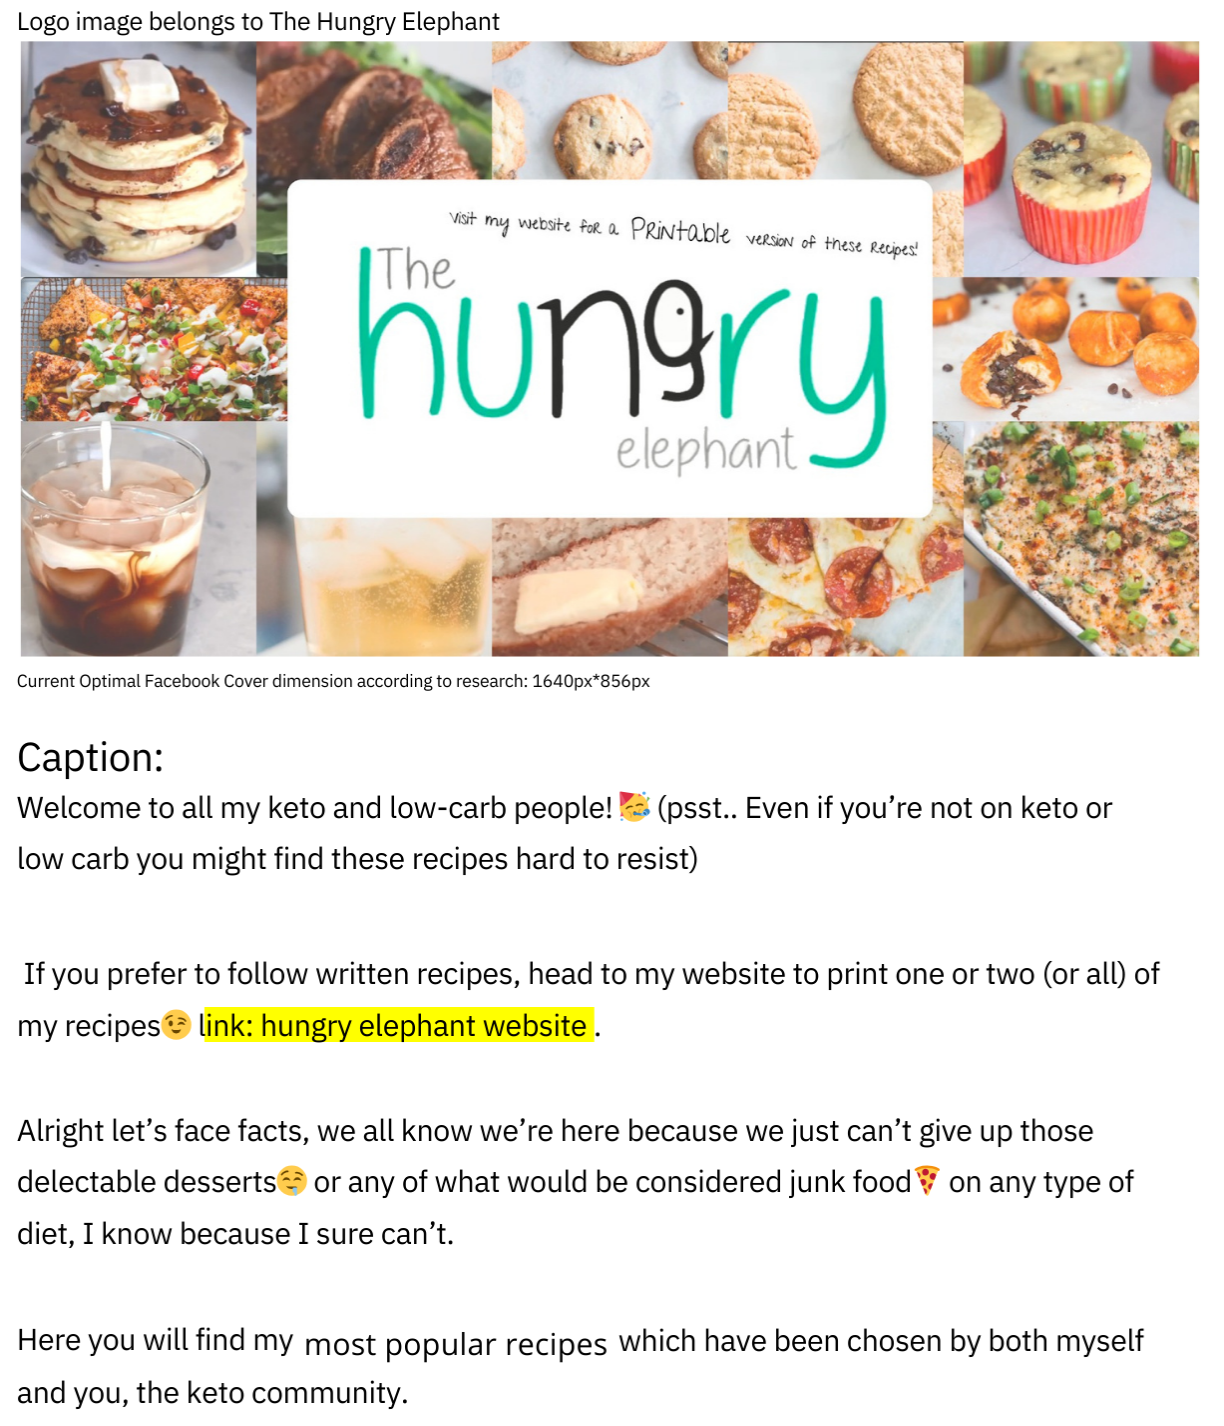 Logo image belongs to The Hungry Elephant
visit my website for a Printable version of these Recipes!
The
hungry
elephant
Current Optimal Facebook Cover dimension according to research: 1640px*856px
Caption:
Welcome to all my keto and low-carb people! 🥳 (psst.. Even if you’re not on keto or
low carb you might find these recipes hard to resist)
If you prefer to follow written recipes, head to my website to print one or two (or all) of
my recipes😉 link: hungry elephant website .
Alright let’s face facts, we all know we’re here because we just can’t give up those
delectable desserts🤤 or any of what would be considered junk food🍕 on any type of
diet, I know because I sure can’t.
Here you will find my most popular recipes which have been chosen by both myself
and you, the keto community.